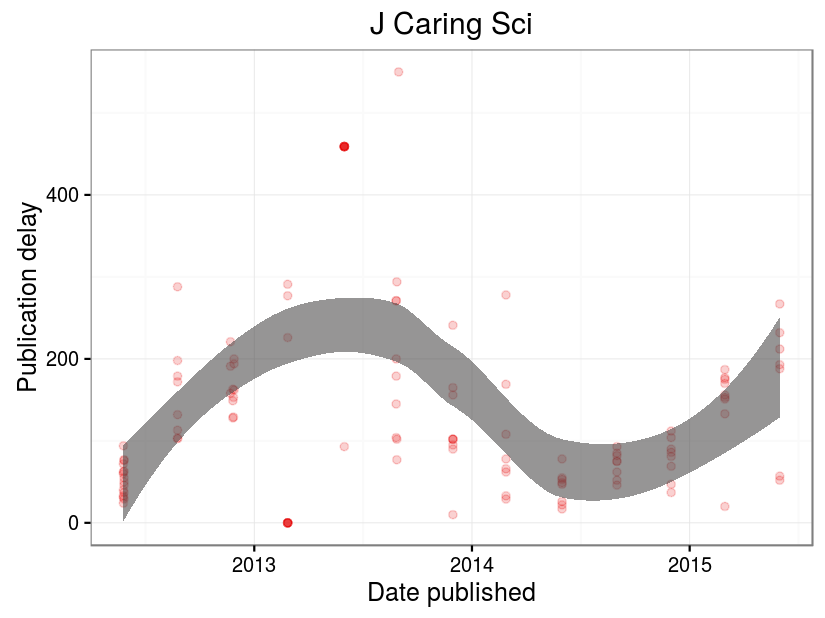 J Caring Sci
Publication delay
400
200
0
2013 2014 2015
Date published